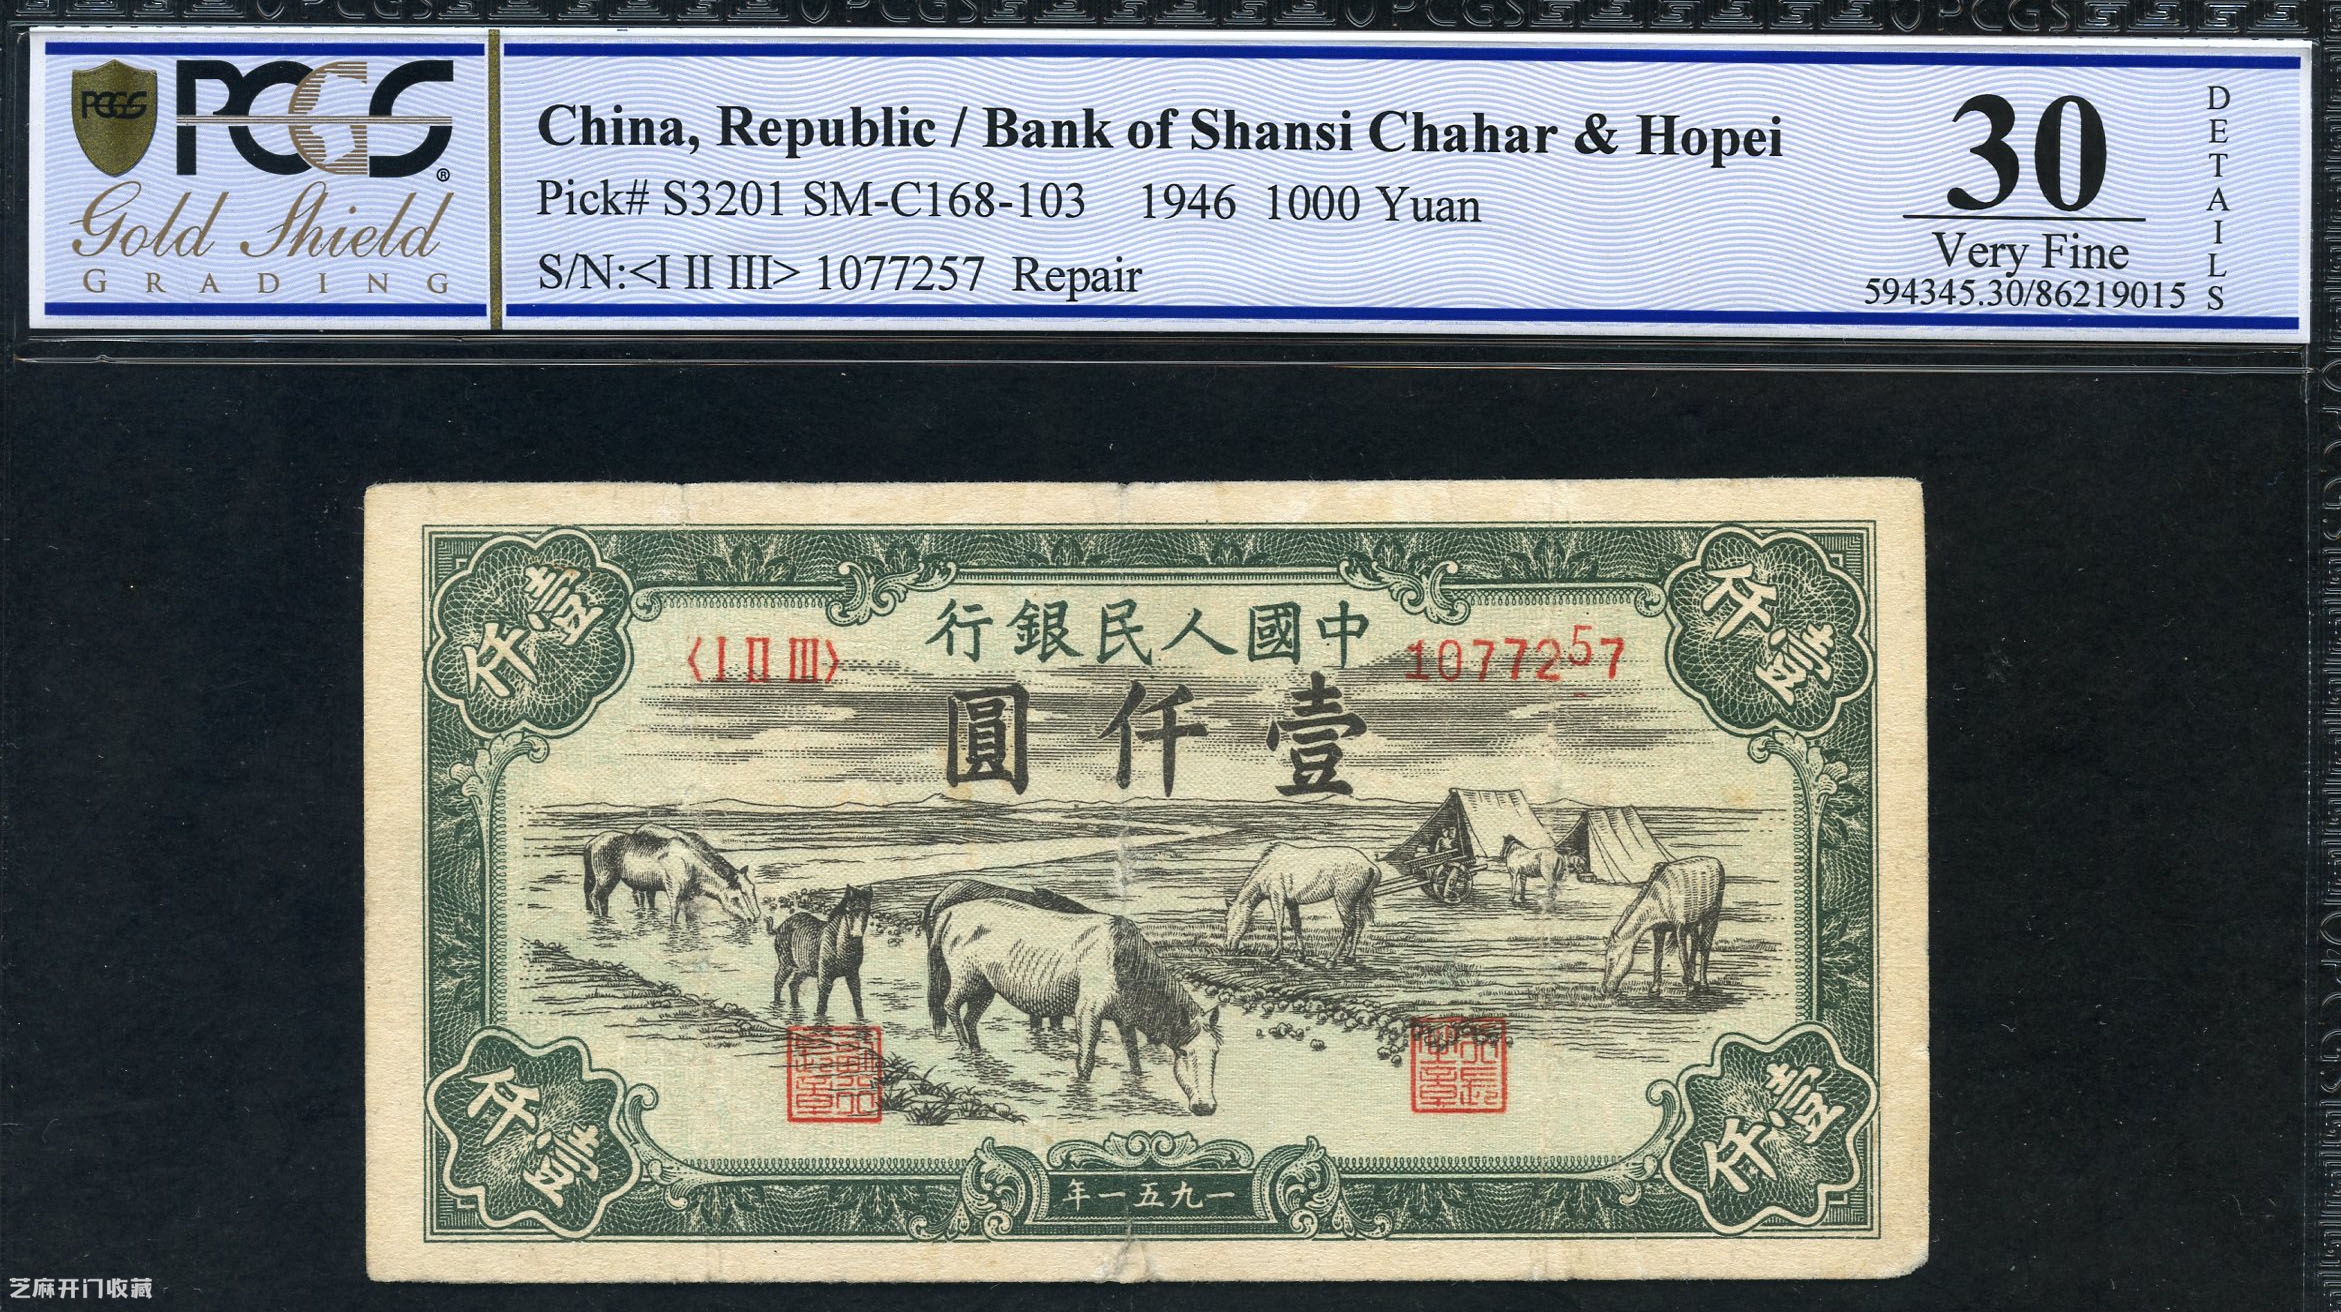 PCGS
PCGS
Gold Shield
GRADING
China, Republic / Bank of Shansi Chahar & Hopei
Pick# S3201 SM-C168-103 1946 1000 Yuan
S/N:<I II III> 1077257 Repair
30
Very Fine
594345.30/86219015
DETAILS
壹仟
仟壹
行銀民人國中
<I II III>
1077257
圓仟壹
仟壹
壹仟
年一五九一
芝麻开门收藏